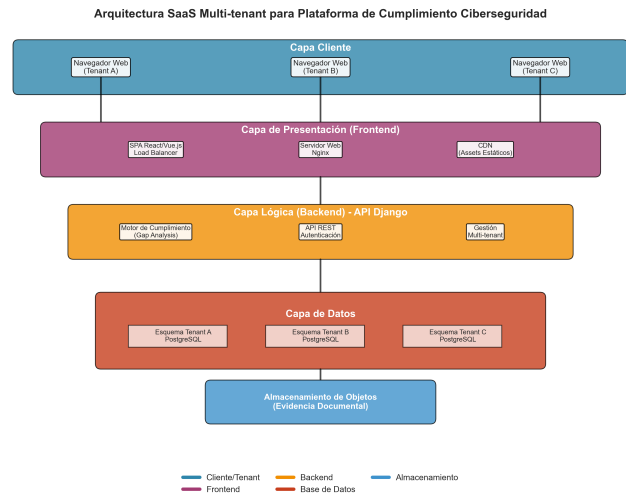 Arquitectura SaaS Multi-tenant para Plataforma de Cumplimiento Ciberseguridad
Capa Cliente
Navegador Web
(Tenant A)
Navegador Web
(Tenant B)
Navegador Web
(Tenant C)
Capa de Presentación (Frontend)
SPA React/Vue.js
Load Balancer
Servidor Web
Nginx
CDN
(Assets Estáticos)
Capa Lógica (Backend) - API Django
Motor de Cumplimiento
(Gap Analysis)
API REST
Autenticación
Gestión
Multi-tenant
Capa de Datos
Esquema Tenant A
PostgreSQL
Esquema Tenant B
PostgreSQL
Esquema Tenant C
PostgreSQL
Almacenamiento de Objetos
(Evidencia Documental)
Cliente/Tenant
Frontend
Backend
Base de Datos
Almacenamiento